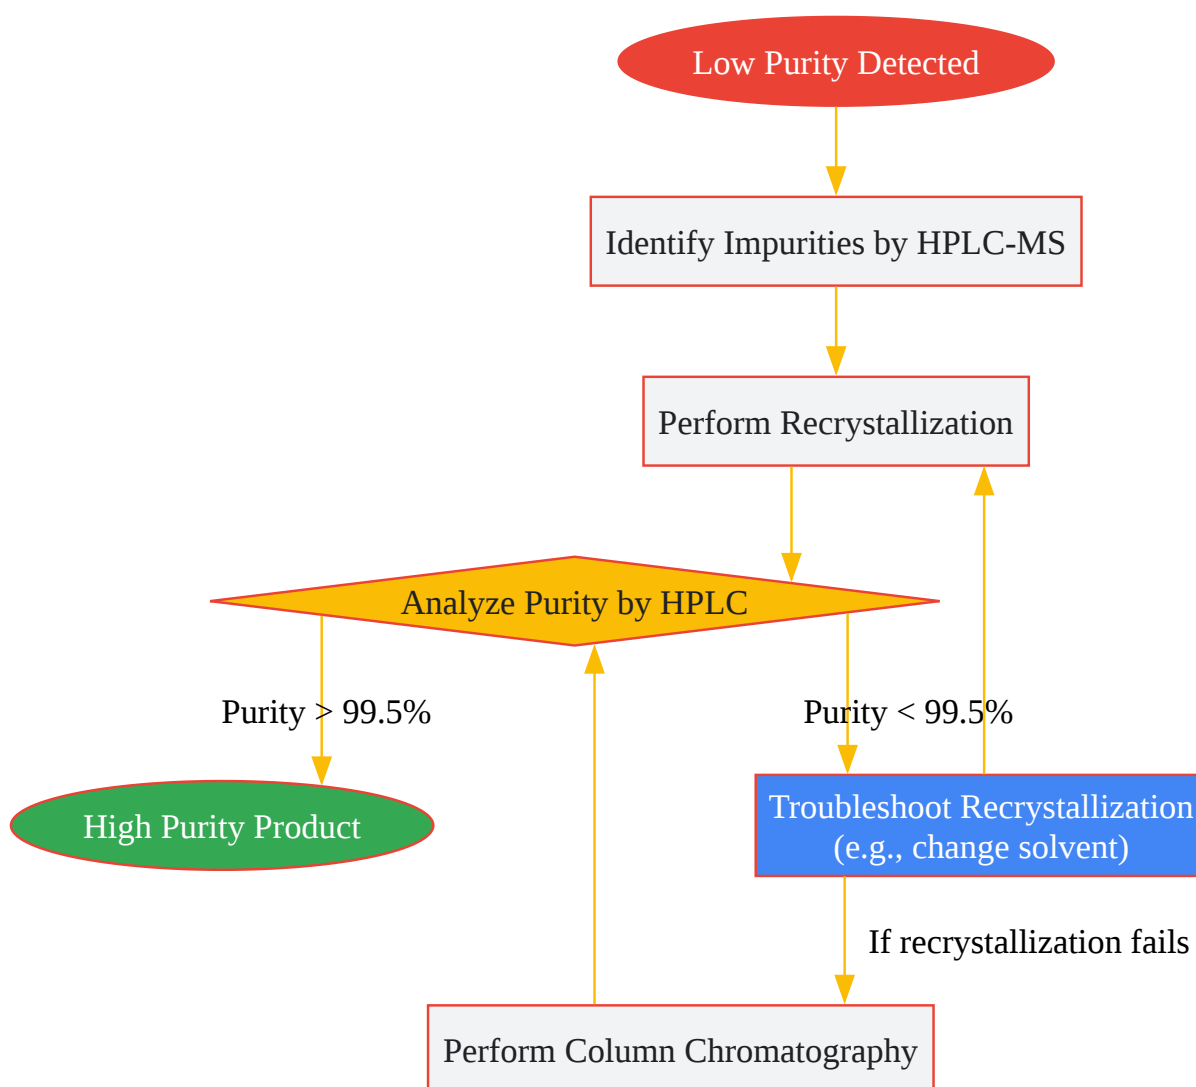 Low Purity Detected
Identify Impurities by HPLC-MS
Perform Recrystallization
Analyze Purity by HPLC
Purity > 99.5%
Purity < 99.5%
High Purity Product
Troubleshoot Recrystallization
(e.g., change solvent)
If recrystallization fails
Perform Column Chromatography